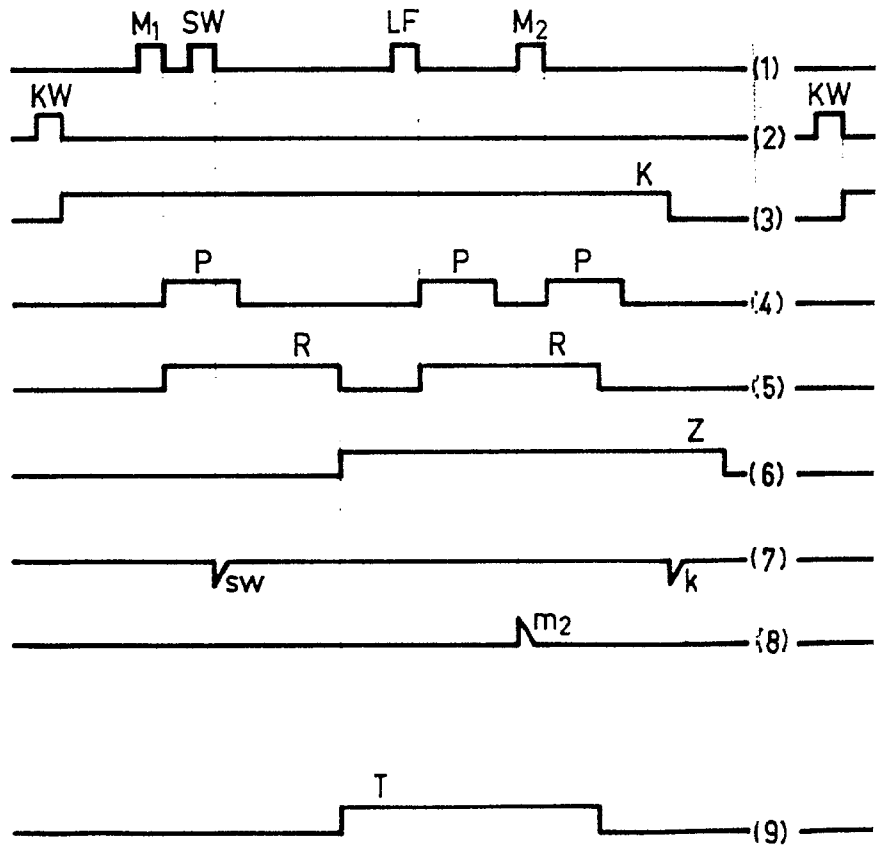 M1 SW LF M2
(1)
KW KW
(2)
K
(3)
P P P
(4)
R R
(5)
Z
(6)
(7)
sw k
m2
(8)
T
(9)